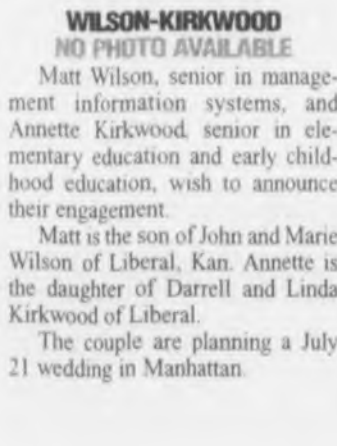 WILSON-KIRKWOOD
NO PHOTO AVAILABLE
Matt Wilson, senior in manage-
ment information systems, and
Annette Kirkwood senior in ele-
mentary education and early child-
hood education, wish to announce
their engagement.
Matt is the son of John and Marie
Wilson of Liberal, Kan. Annette is
the daughter of Darrell and Linda
Kirkwood of Liberal.
The couple are planning a July
21 wedding in Manhattan.